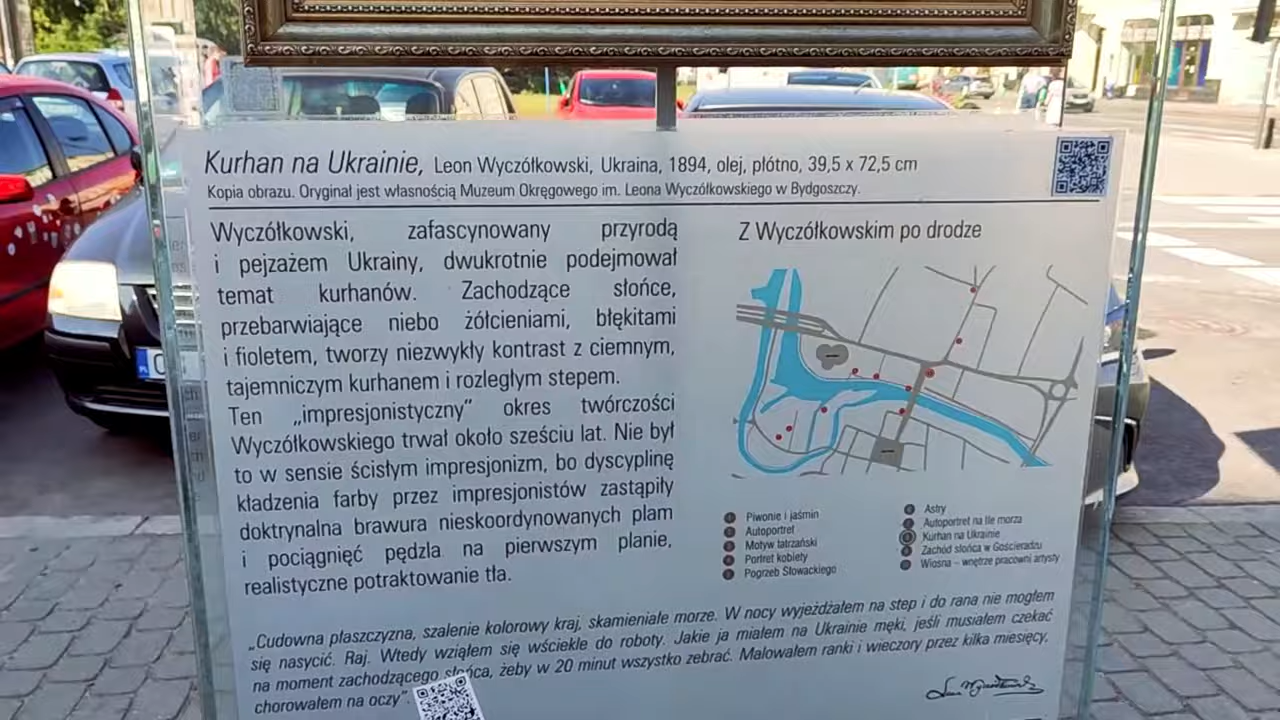 Kurhan na Ukrainie, Leon Wyczółkowski, Ukraina, 1894, olej, płótno, 39,5 x 72,5 cm
Kopia obrazu. Oryginał jest własnością Muzeum Okręgowego im. Leona Wyczółkowskiego w Bydgoszczy.
Wyczółkowski, zafascynowany przyrodą
i pejzażem Ukrainy, dwukrotnie podejmował
temat kurhanów. Zachodzące słońce,
przebarwiające niebo żółcieniami, błękitami
i fioletem, tworzy niezwykły kontrast z ciemnym,
tajemniczym kurhanem i rozległym stepem.
Ten „impresjonistyczny” okres twórczości
Wyczółkowskiego trwał około sześciu lat. Nie był
to w sensie ścisłym impresjonizm, bo dyscyplinę
kładzenia farby przez impresjonistów zastąpiły
doktrynalna brawura nieskoordynowanych plam
i pociągnięć pędzla na pierwszym planie,
realistyczne potraktowanie tła.
Z Wyczółkowskim po drodze
Piwonie i jaśmin
Autoportret
Motyw tatrzański
Portret kobiety
Pogrzeb Słowackiego
Astry
Autoportret na tle morza
Kurhan na Ukrainie
Zachód słońca w Gościeradzu
Wiosna – wnętrze pracowni artysty
„Cudowna płaszczyzna, szalenie kolorowy kraj, skamieniałe morze. W nocy wyjeżdżałem na step i do rana nie mogłem
się nasycić. Raj. Wtedy wziąłem się wściekle do roboty. Jakie ja miałem na Ukrainie męki, jeśli musiałem czekać
na moment zachodzącego słońca, żeby w 20 minut wszystko zebrać. Malowałem ranki i wieczory przez kilka miesięcy,
chorowałem na oczy”